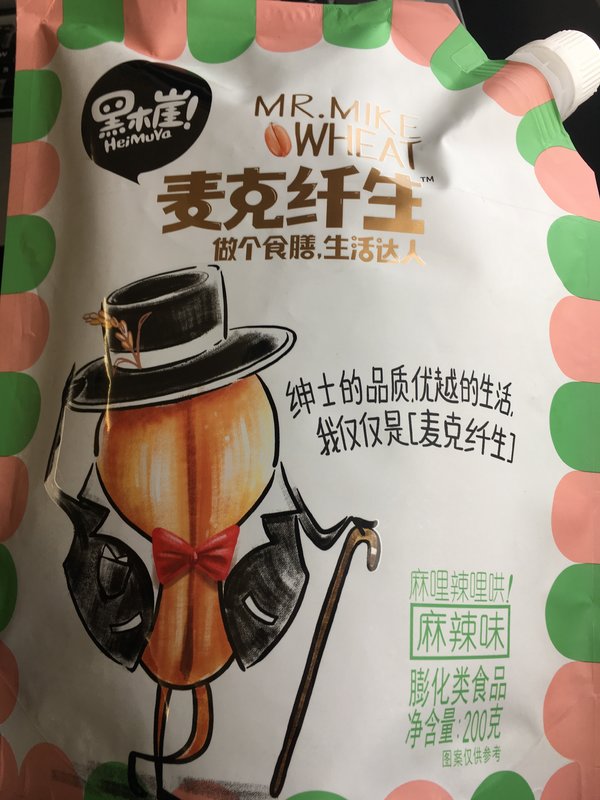 黑木崖!
HeiMuYa
MR.MIKE
WHEAT
麦克纤生™
做个食膳,生活达人
绅士的品质,优越的生活,
我仅仅是[麦克纤生]
麻哩辣哩哄!
麻辣味
膨化类食品
净含量:200克
图案仅供参考